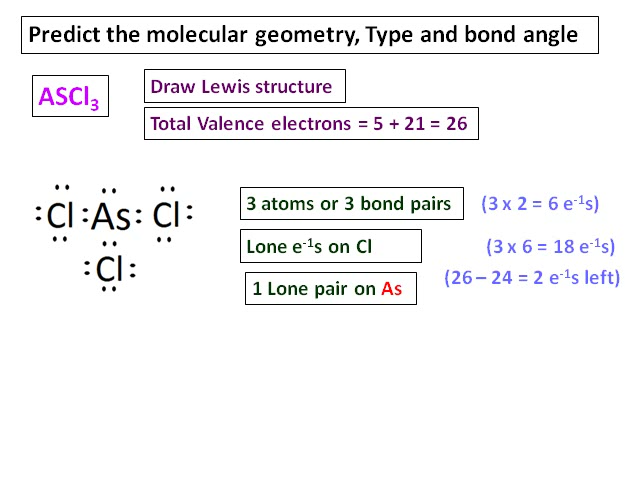 Predict the molecular geometry, Type and bond angle
ASCl₃
Draw Lewis structure
Total Valence electrons = 5 + 21 = 26
:Cl:As:Cl:
:Cl:
3 atoms or 3 bond pairs (3 x 2 = 6 e⁻¹s)
Lone e⁻¹s on Cl (3 x 6 = 18 e⁻¹s)
1 Lone pair on As (26 – 24 = 2 e⁻¹s left)